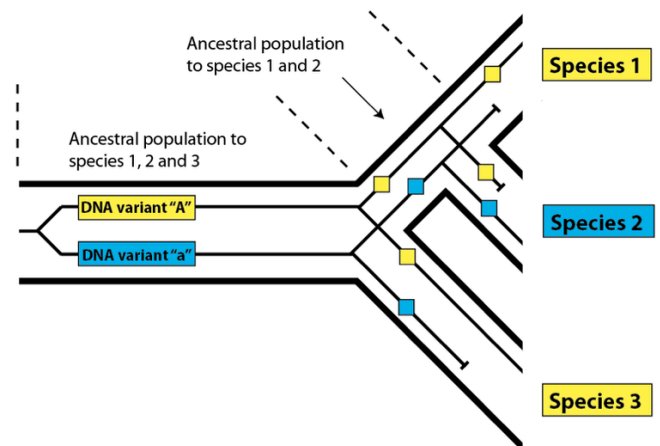 Ancestral population
to species 1 and 2
Species 1
Ancestral population to
species 1, 2 and 3
DNA variant "A"
Species 2
DNA variant "a"
Species 3